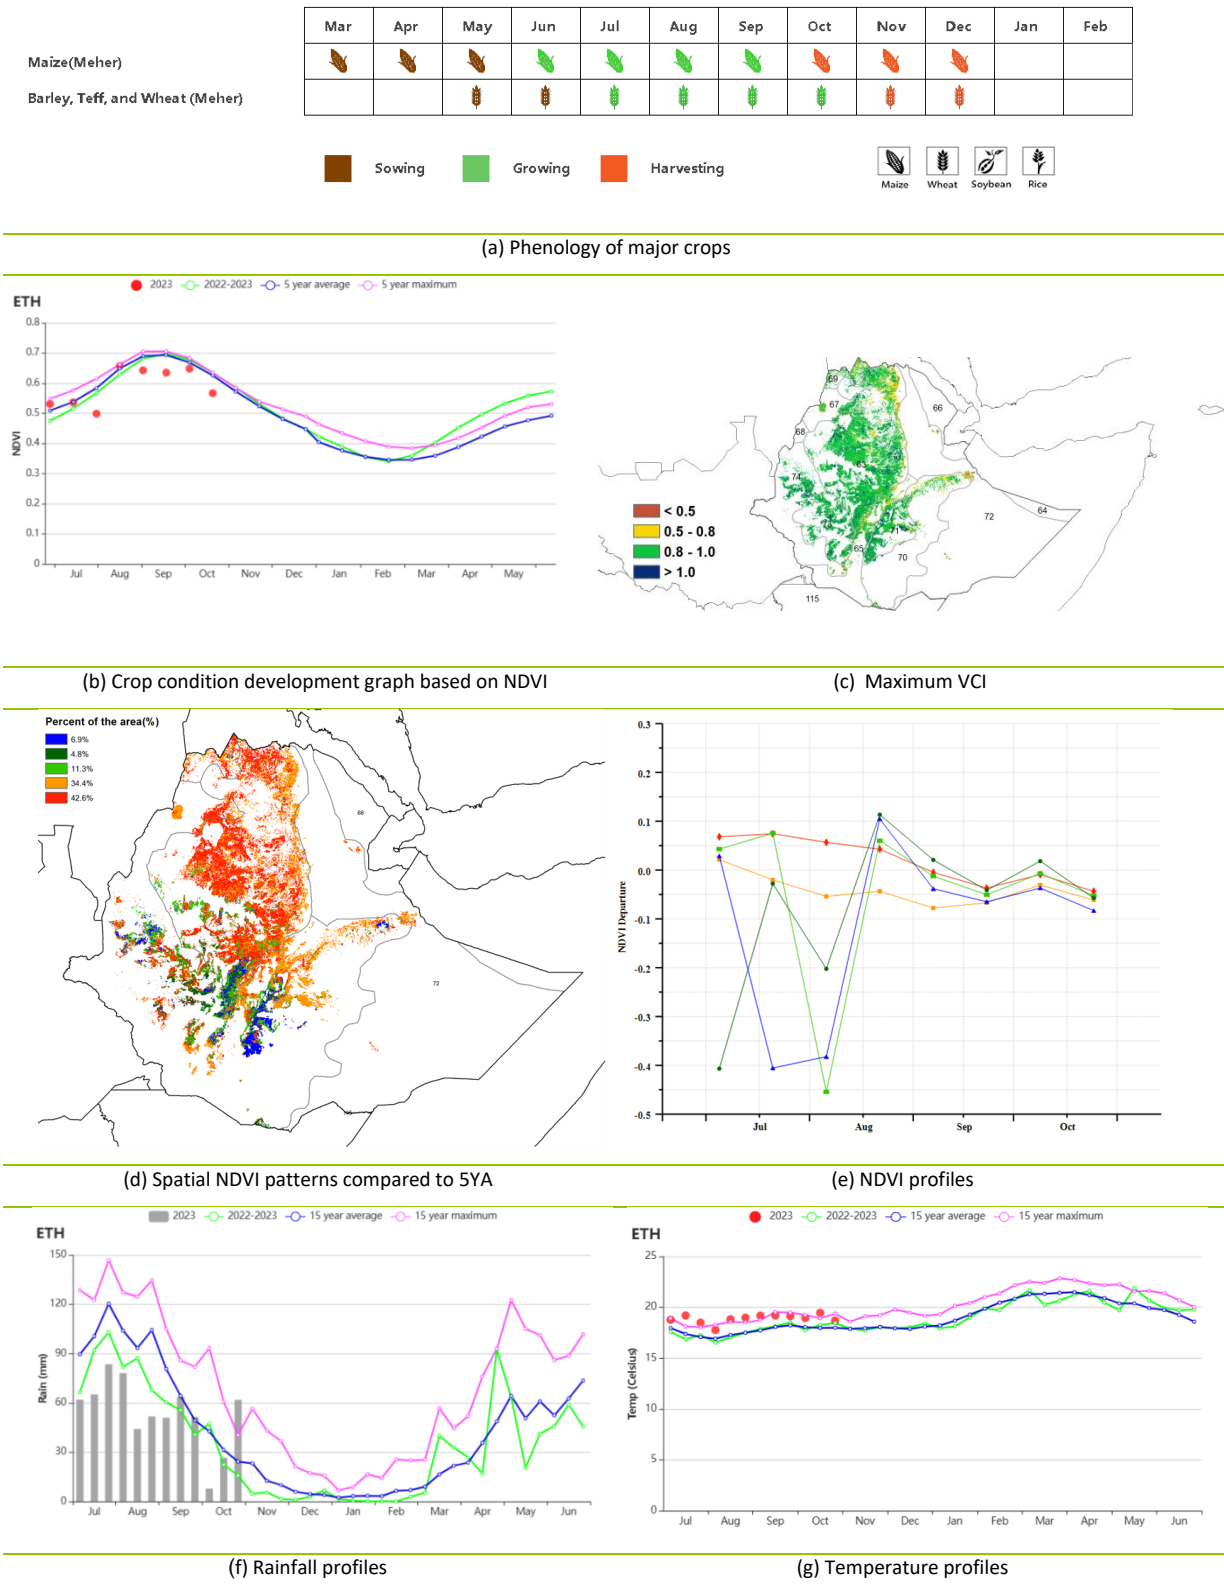 Mar Apr May Jun Jul Aug Sep Oct Nov Dec Jan Feb
Maize(Meher)
Barley, Teff, and Wheat (Meher)
Sowing Growing Harvesting
Maize Wheat Soybean Rice
(a) Phenology of major crops
2023 2022-2023 5 year average 5 year maximum
ETH
0.8
0.7
0.6
0.5
0.4
0.3
0.2
0.1
0
NDVI
Jul Aug Sep Oct Nov Dec Jan Feb Mar Apr May
69
67
66
68
63
74
72
64
71
65
70
115
< 0.5
0.5 - 0.8
0.8 - 1.0
> 1.0
(b) Crop condition development graph based on NDVI
(c) Maximum VCI
Percent of the area(%)
6.9%
4.8%
11.3%
34.4%
42.6%
66
72
0.3
0.2
0.1
0.0
-0.1
-0.2
-0.3
-0.4
-0.5
NDVI Departure
Jul Aug Sep Oct
(d) Spatial NDVI patterns compared to 5YA
(e) NDVI profiles
2023 2022-2023 15 year average 15 year maximum
ETH
150
120
90
60
30
0
Rain (mm)
Jul Aug Sep Oct Nov Dec Jan Feb Mar Apr May Jun
2023 2022-2023 15 year average 15 year maximum
ETH
25
20
15
10
5
0
Temp (Celsius)
Jul Aug Sep Oct Nov Dec Jan Feb Mar Apr May Jun
(f) Rainfall profiles
(g) Temperature profiles